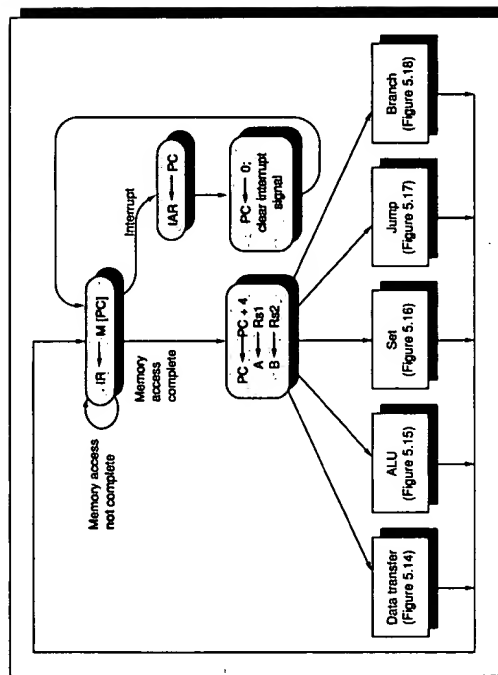 IR ← M [PC]
Memory access
not complete
Interrupt
IAR ← PC
PC ← 0;
clear interrupt
signal
Memory
access
complete
PC ← PC + 4
A ← Rs1
B ← Rs2
Data transfer
(Figure 5.14)
ALU
(Figure 5.15)
Set
(Figure 5.16)
Jump
(Figure 5.17)
Branch
(Figure 5.18)